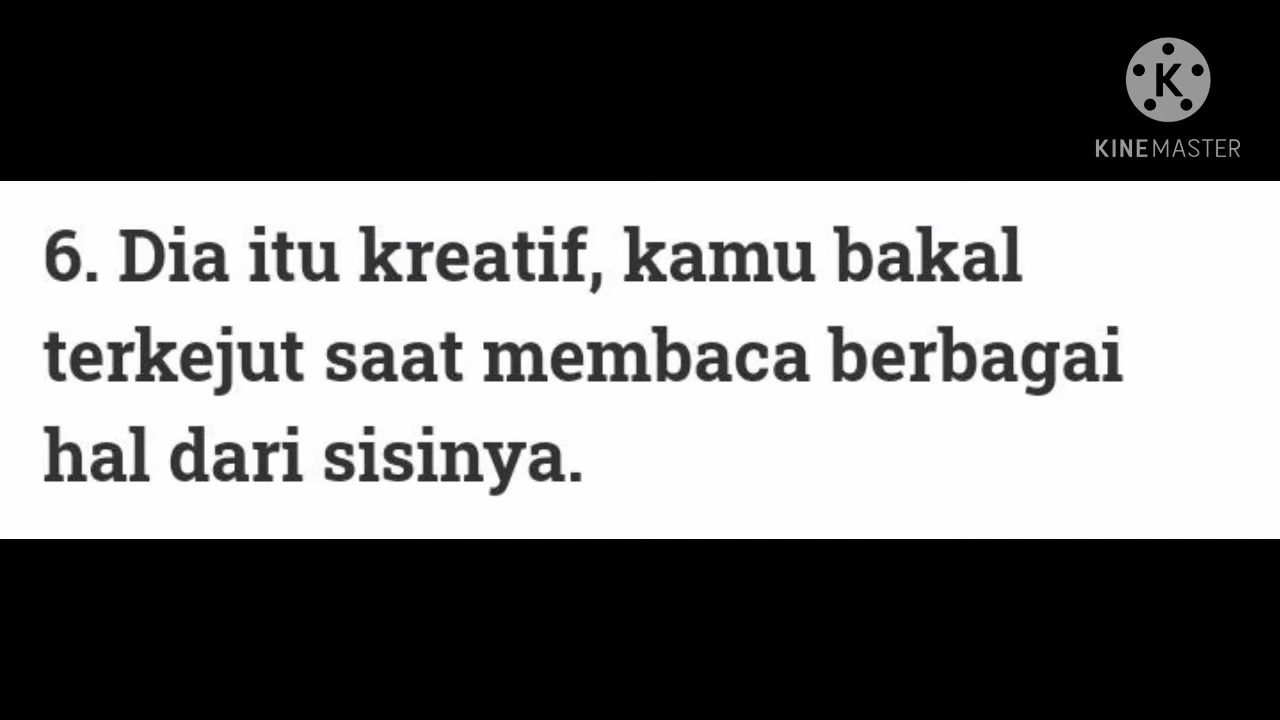 K
KINEMASTER
6. Dia itu kreatif, kamu bakal
terkejut saat membaca berbagai
hal dari sisinya.